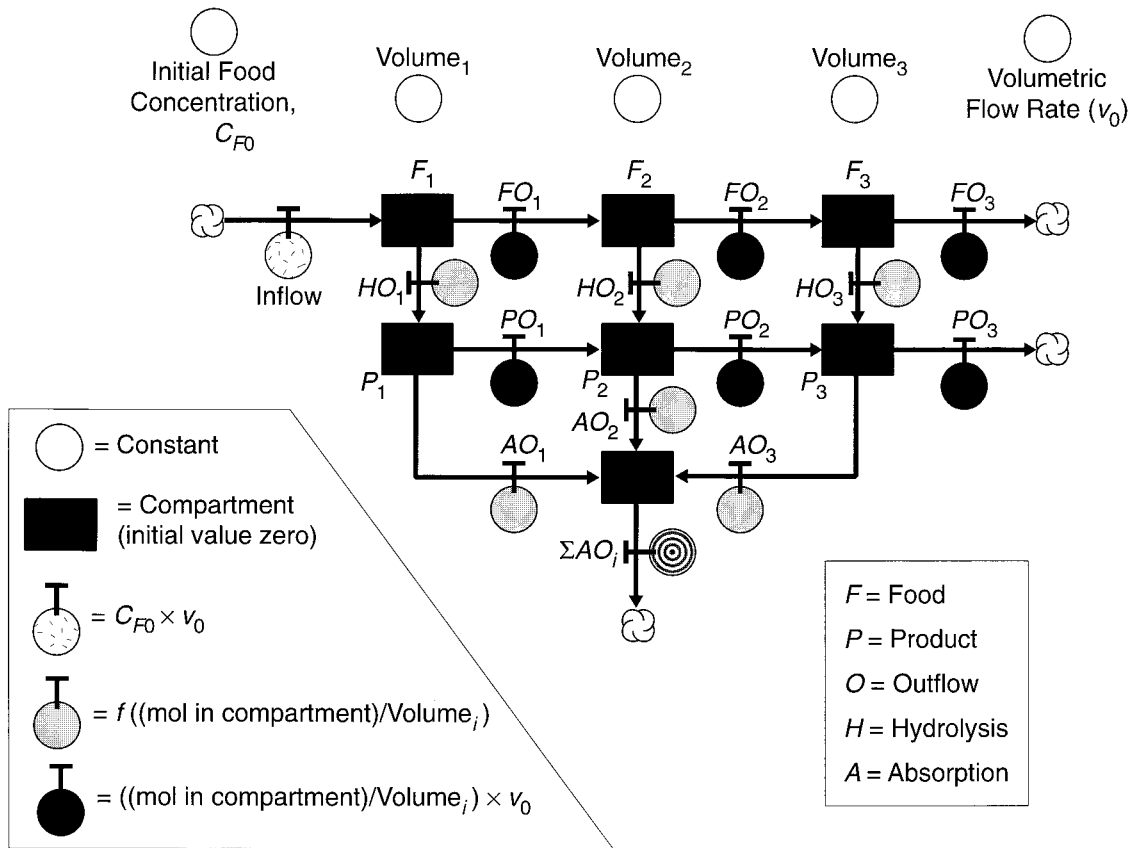 Initial Food
Concentration,
C_F0
Volume₁
Volume₂
Volume₃
Volumetric
Flow Rate (v₀)
F₁
FO₁
F₂
FO₂
F₃
FO₃
Inflow
HO₁
HO₂
HO₃
PO₁
PO₂
PO₃
P₁
P₂
P₃
AO₂
AO₁
AO₃
ΣAOᵢ
= Constant
= Compartment
(initial value zero)
= C_F0 × v₀
= f ((mol in compartment)/Volumeᵢ)
= ((mol in compartment)/Volumeᵢ) × v₀
F = Food
P = Product
O = Outflow
H = Hydrolysis
A = Absorption